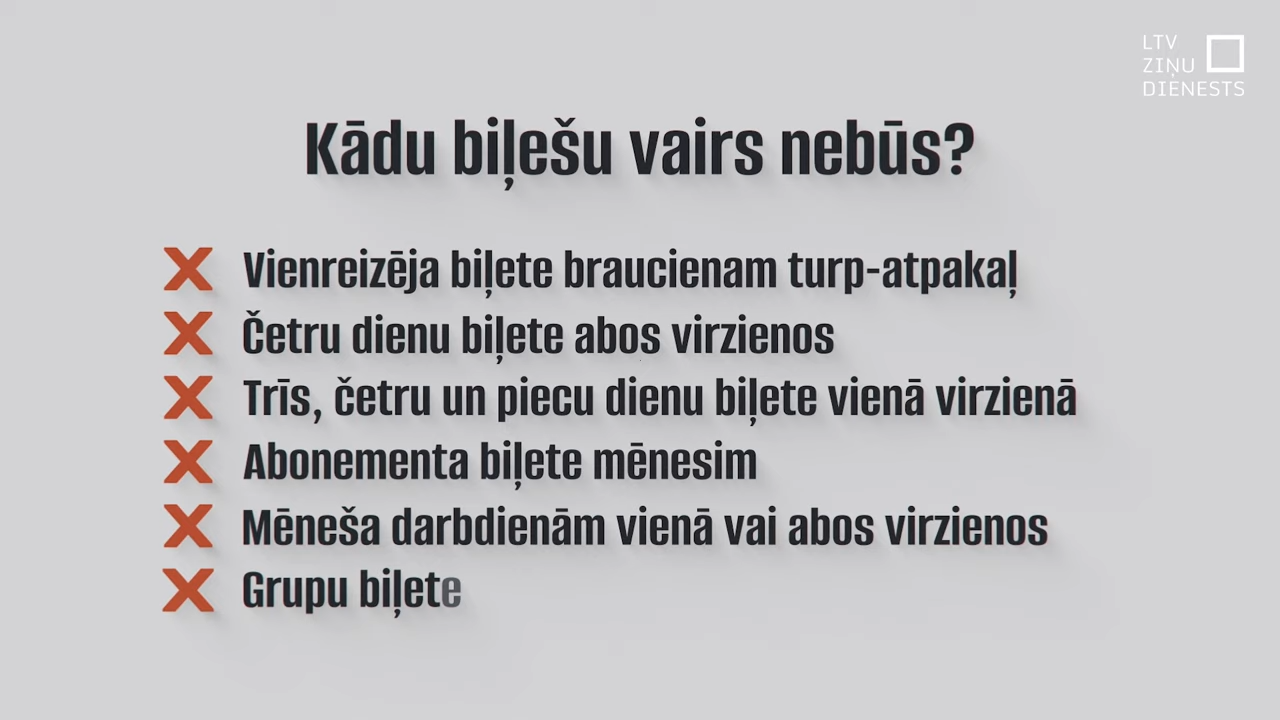 LTV
ZIŅU
DIENESTS
Kādu biļešu vairs nebūs?
Vienreizēja biļete braucienam turp-atpakaļ
Četru dienu biļete abos virzienos
Trīs, četru un piecu dienu biļete vienā virzienā
Abonementa biļete mēnesim
Mēneša darbdienām vienā vai abos virzienos
Grupu biļete